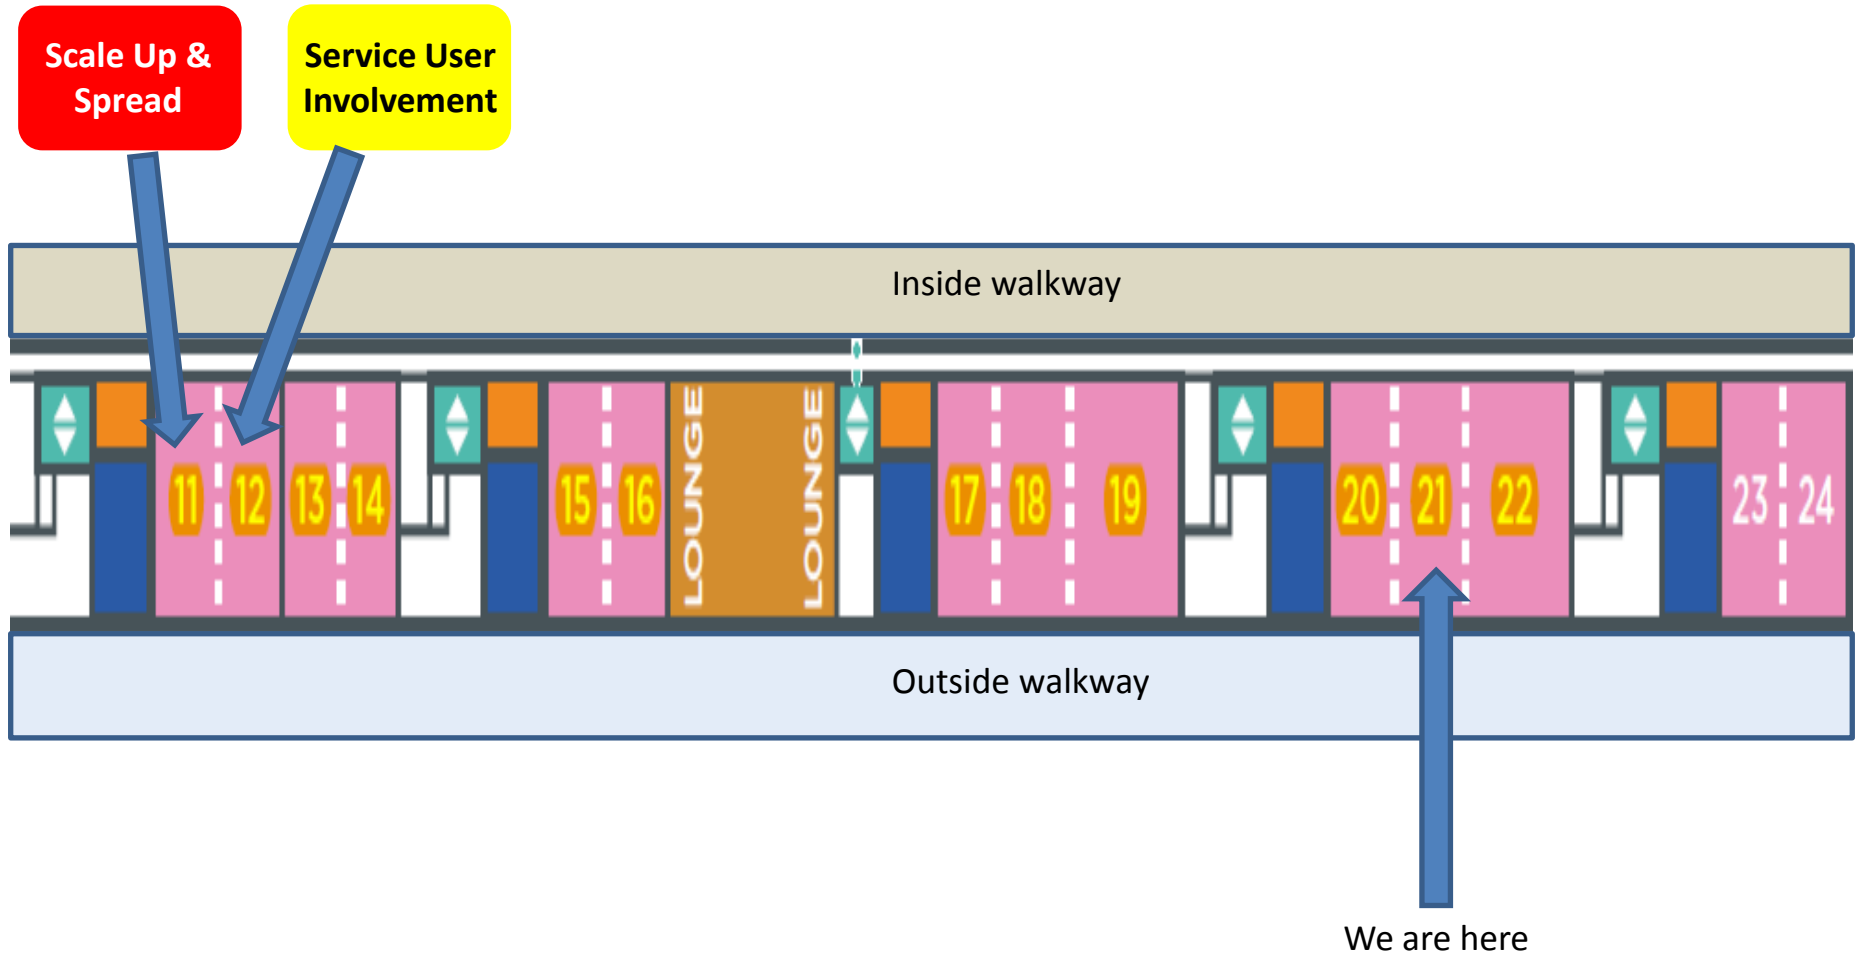 Scale Up &
Spread
Service User
Involvement
Inside walkway
11 12 13 14 15 16 LOUNGE LOUNGE 17 18 19 20 21 22 23 24
Outside walkway
We are here